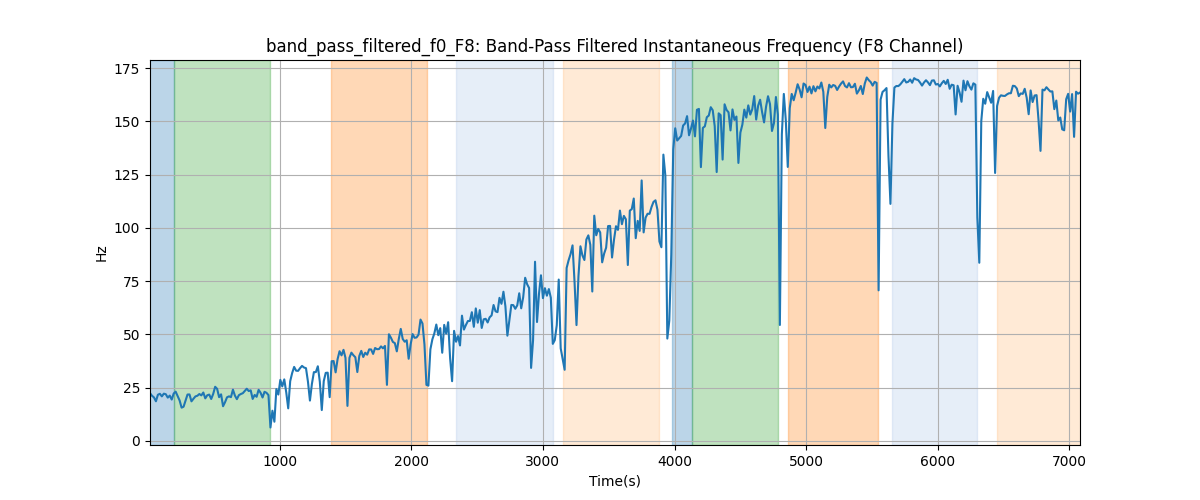 band_pass_filtered_f0_F8: Band-Pass Filtered Instantaneous Frequency (F8 Channel)
175
150
125
100
75
50
25
0
Hz
1000 2000 3000 4000 5000 6000 7000
Time(s)